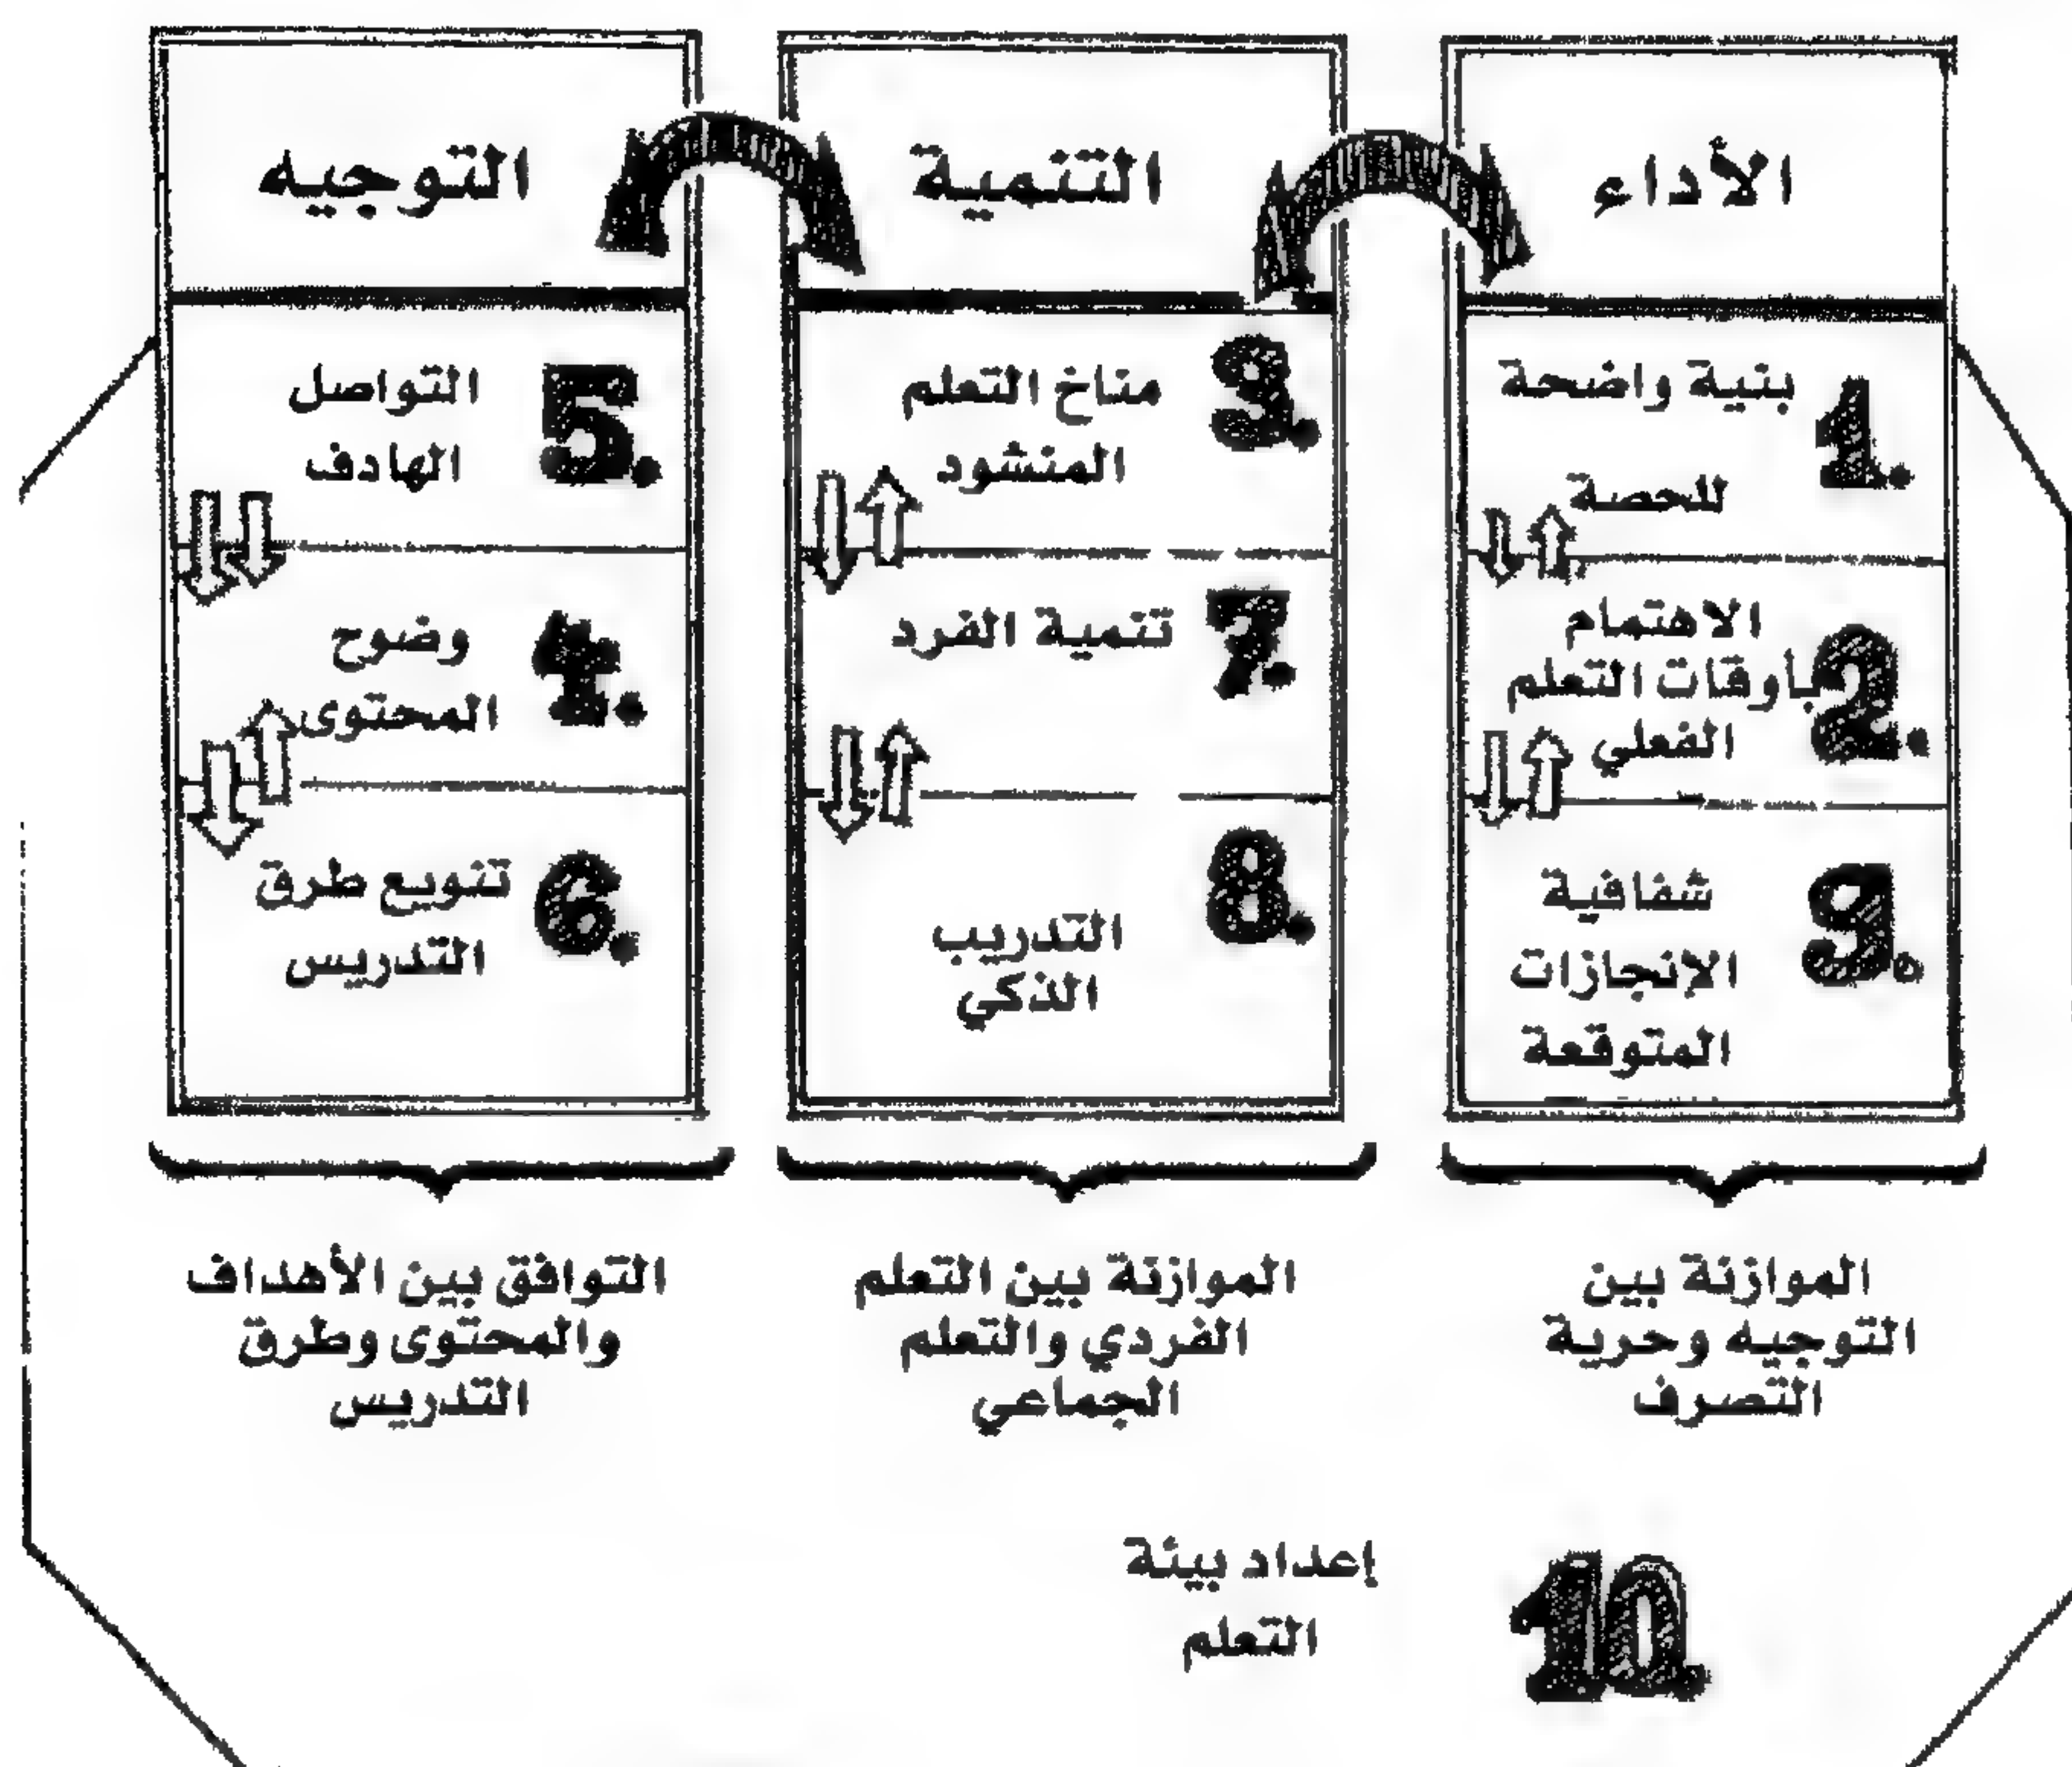 الأداء
1.
بنية واضحة
للحصة
2.
الاهتمام
بأوقات التعلم
الفعلي
9.
شفافية
الإنجازات
المتوقعة
الموازنة بين
التوجيه وحرية
التصرف
التنمية
3.
مناخ التعلم
المنشود
7.
تنمية الفرد
8.
التدريب
الذكي
الموازنة بين التعلم
الفردي والتعلم
الجماعي
التوجيه
5.
التواصل
الهادف
4.
وضوح
المحتوى
6.
تنويع طرق
التدريس
التوافق بين الأهداف
والمحتوى وطرق
التدريس
10.
إعداد بيئة
التعلم